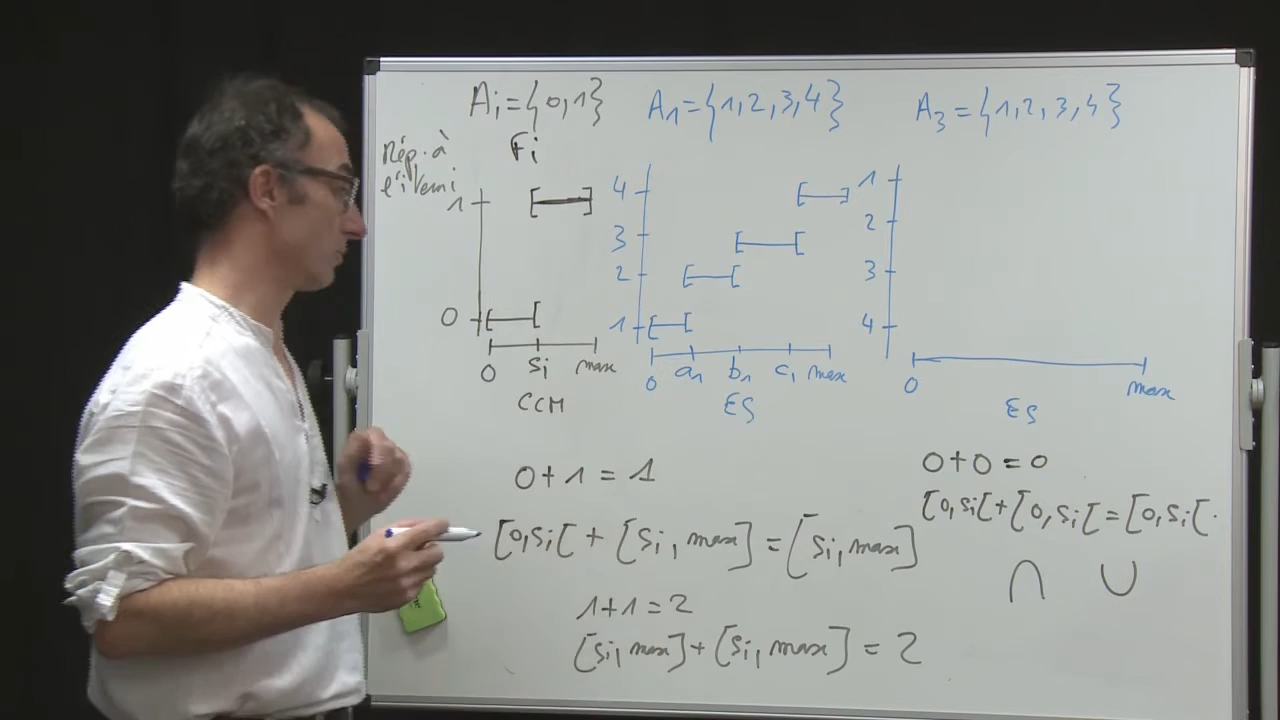 Ai={0,1} A1={1,2,3,4} A3={1,2,3,4}
Fi
Rép. à
l'item i
1
0
0 Si max
CCM
4
3
2
1
0 a1 b1 c1 max
ES
1
2
3
4
0 max
ES
0+1=1
[0,Si[ + [Si, max] = [Si, max]
1+1=2
[Si, max] + [Si, max] = 2
0+0=0
[0,Si[+[0,Si[=[0,Si[.
∩ ∪